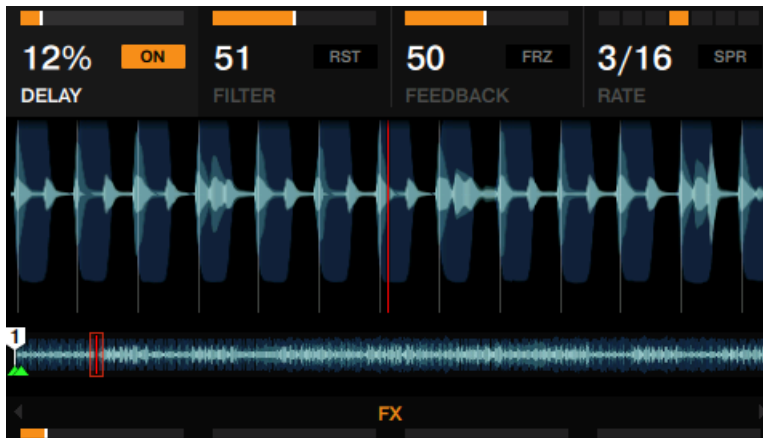 12% ON 51 RST 50 FRZ 3/16 SPR
DELAY FILTER FEEDBACK RATE
1
FX